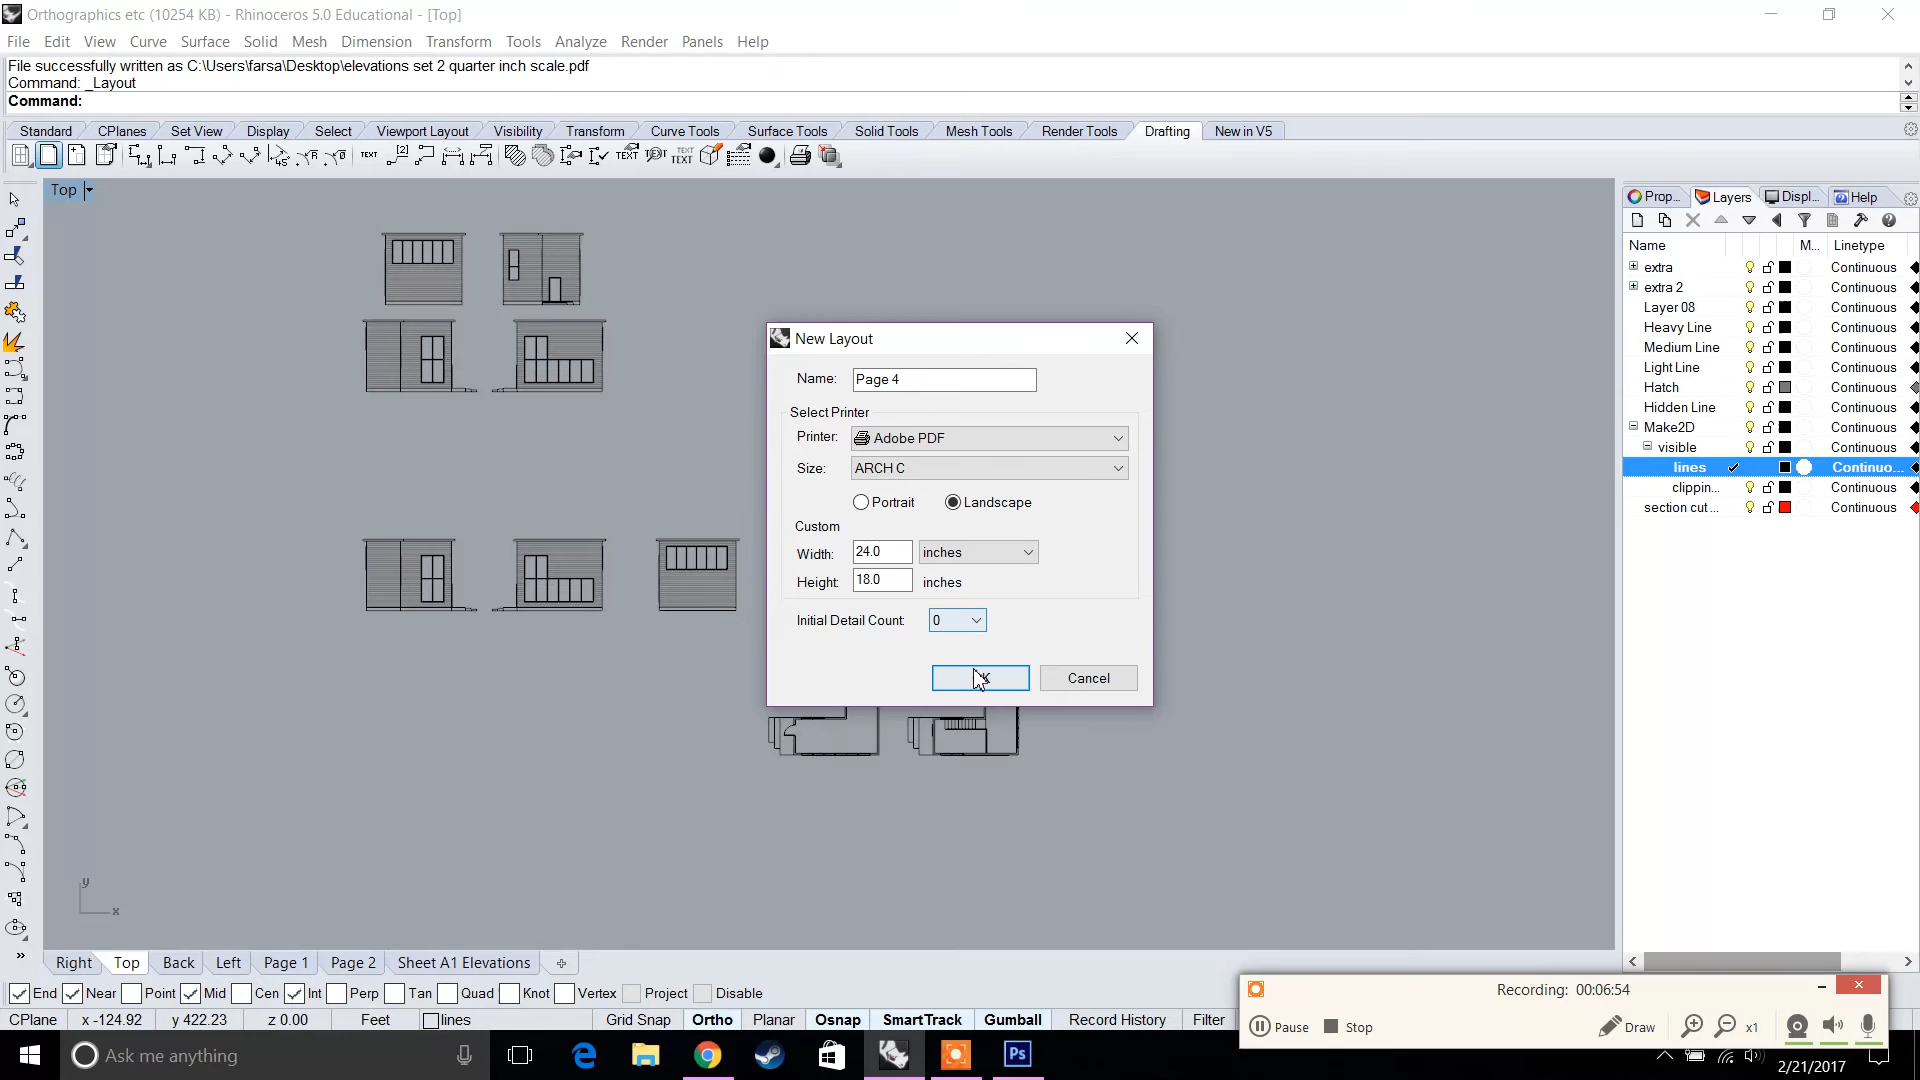 Orthographics etc (10254 KB) - Rhinoceros 5.0 Educational - [Top]
File Edit View Curve Surface Solid Mesh Dimension Transform Tools Analyze Render Panels Help
File successfully written as C:\Users\farsa\Desktop\elevations set 2 quarter inch scale.pdf
Command: _Layout
Command:
Standard CPlanes Set View Display Select Viewport Layout Visibility Transform Curve Tools Surface Tools Solid Tools Mesh Tools Render Tools Drafting New in V5
Top
Prop... Layers Displ... Help
Name M... Linetype
extra Continuous
extra 2 Continuous
Layer 08 Continuous
Heavy Line Continuous
Medium Line Continuous
Light Line Continuous
Hatch Continuous
Hidden Line Continuous
Make2D Continuous
visible Continuous
lines Continuo...
clippin... Continuous
section cut ... Continuous
New Layout
Name: Page 4
Select Printer
Printer: Adobe PDF
Size: ARCH C
Portrait Landscape
Custom
Width: 24.0 inches
Height: 18.0 inches
Initial Detail Count: 0
Cancel
y
x
Right Top Back Left Page 1 Page 2 Sheet A1 Elevations
End Near Point Mid Cen Int Perp Tan Quad Knot Vertex Project Disable
CPlane x -124.92 y 422.23 z 0.00 Feet lines Grid Snap Ortho Planar Osnap SmartTrack Gumball Record History Filter
Recording: 00:06:54
Pause Stop Draw x1
Ask me anything
Ps
2/21/2017